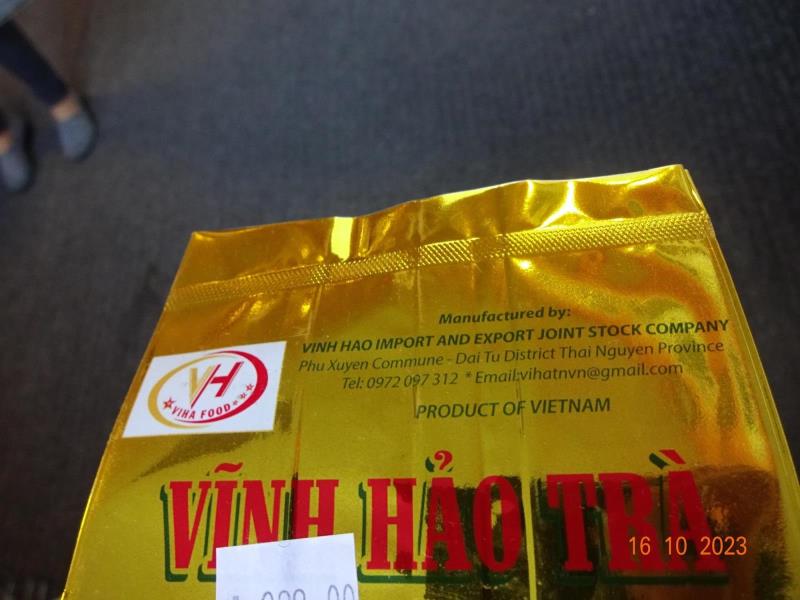 Manufactured by:
VINH HAO IMPORT AND EXPORT JOINT STOCK COMPANY
Phu Xuyen Commune - Dai Tu District Thai Nguyen Province
Tel: 0972 097 312 * Email:vihatnvn@gmail.com
PRODUCT OF VIETNAM
VH
VIHA FOOD
VĨNH HẢO TRÀ
16 10 2023